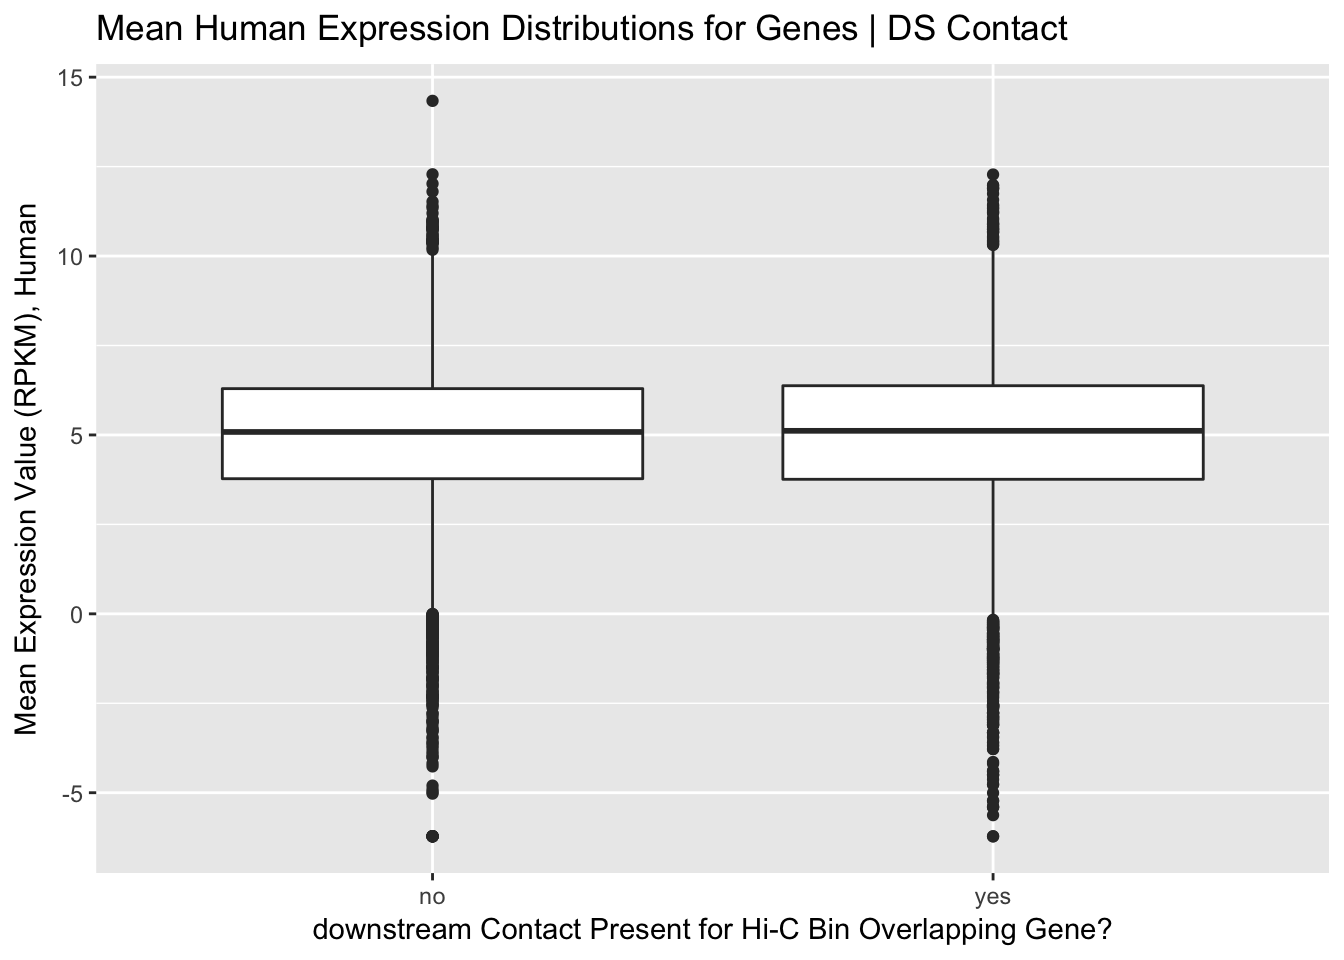 Mean Human Expression Distributions for Genes | DS Contact
Mean Expression Value (RPKM), Human
15
10
5
0
-5
no
yes
downstream Contact Present for Hi-C Bin Overlapping Gene?